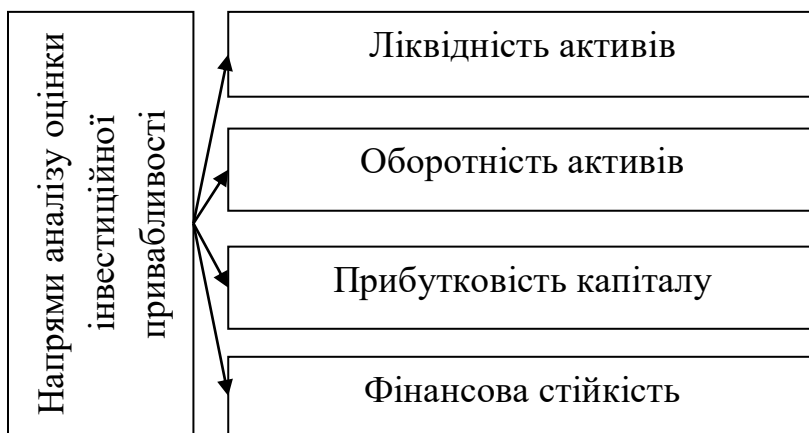 Напрями аналізу оцінки
інвестиційної
привабливості
Ліквідність активів
Оборотність активів
Прибутковість капіталу
Фінансова стійкість